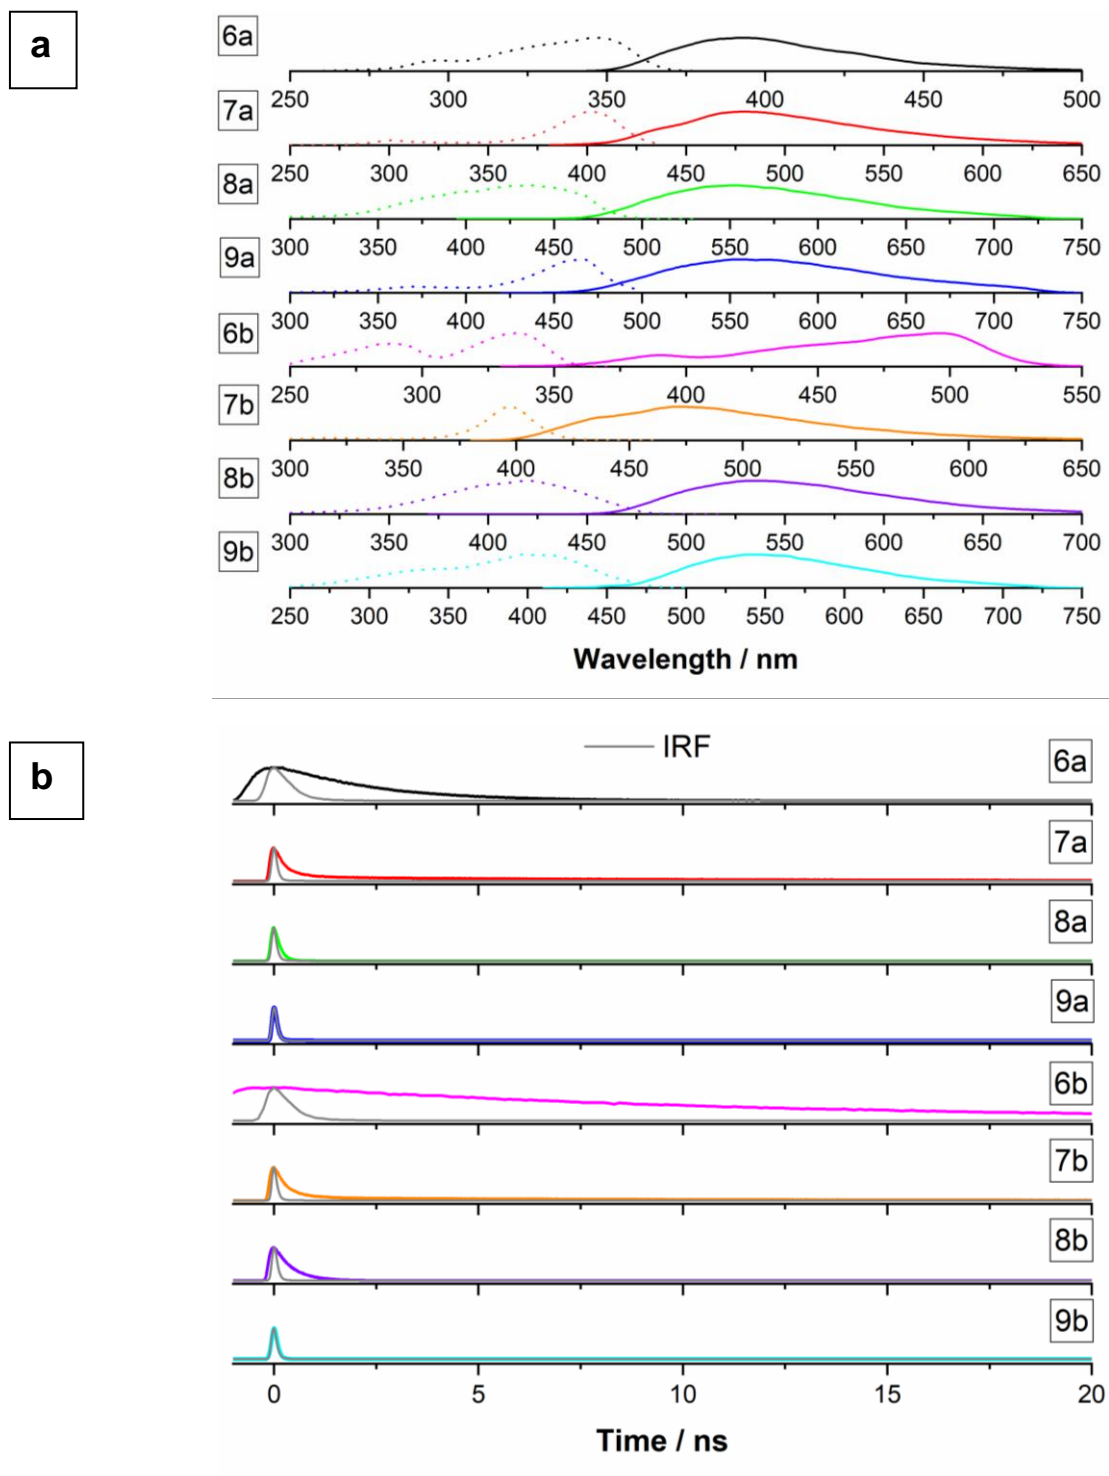 a
6a
250 300 350 400 450 500
7a
250 300 350 400 450 500 550 600 650
8a
300 350 400 450 500 550 600 650 700 750
9a
300 350 400 450 500 550 600 650 700 750
6b
250 300 350 400 450 500 550
7b
300 350 400 450 500 550 600 650
8b
300 350 400 450 500 550 600 650 700
9b
250 300 350 400 450 500 550 600 650 700 750
Wavelength / nm
b
IRF
6a
7a
8a
9a
6b
7b
8b
9b
0 5 10 15 20
Time / ns